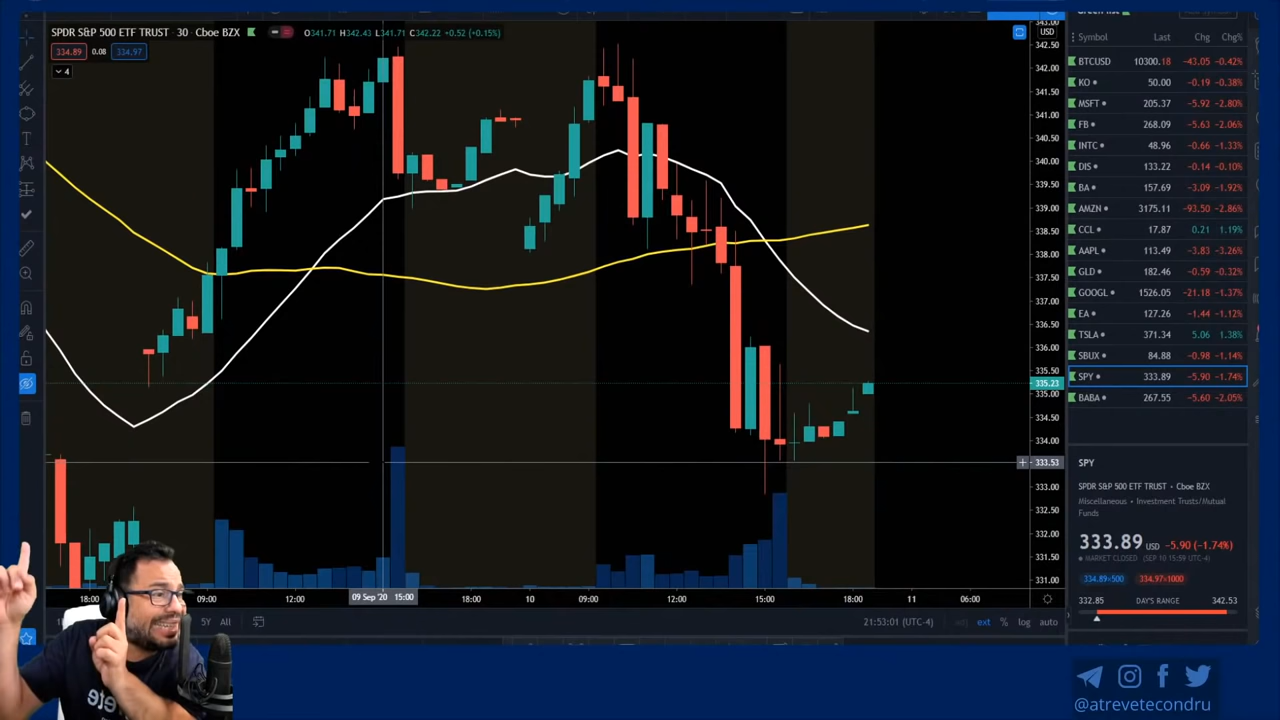 SPDR S&P 500 ETF TRUST · 30 · Cboe BZX O341.71 H342.43 L341.71 C342.22 +0.52 (+0.15%)
334.89 0.08 334.97
4
USD
343.00
342.50
342.00
341.50
341.00
340.50
340.00
339.50
339.00
338.50
338.00
337.50
337.00
336.50
336.00
335.50
335.23
335.00
334.50
334.00
333.53
333.00
332.50
332.00
331.50
331.00
18:00 09:00 12:00 09 Sep '20 15:00 18:00 10 09:00 12:00 15:00 18:00 11 06:00
5Y All 21:53:01 (UTC-4) adj ext % log auto
Symbol Last Chg Chg%
BTCUSD 10300.18 −43.05 −0.42%
KO 50.00 −0.19 −0.38%
MSFT 205.37 −5.92 −2.80%
FB 268.09 −5.63 −2.06%
INTC 48.96 −0.66 −1.33%
DIS 133.22 −0.14 −0.10%
BA 157.69 −3.09 −1.92%
AMZN 3175.11 −93.50 −2.86%
CCL 17.87 0.21 1.19%
AAPL 113.49 −3.83 −3.26%
GLD 182.46 −0.59 −0.32%
GOOGL 1526.05 −21.18 −1.37%
EA 127.26 −1.44 −1.12%
TSLA 371.34 5.06 1.38%
SBUX 84.88 −0.98 −1.14%
SPY 333.89 −5.90 −1.74%
BABA 267.55 −5.60 −2.05%
SPY
SPDR S&P 500 ETF TRUST • Cboe BZX
Miscellaneous • Investment Trusts/Mutual
Funds
333.89 USD −5.90 (−1.74%)
MARKET CLOSED (SEP 10 15:59 UTC-4)
334.89×500 334.97×1000
332.85 DAY'S RANGE 342.53
@atrevetecondru